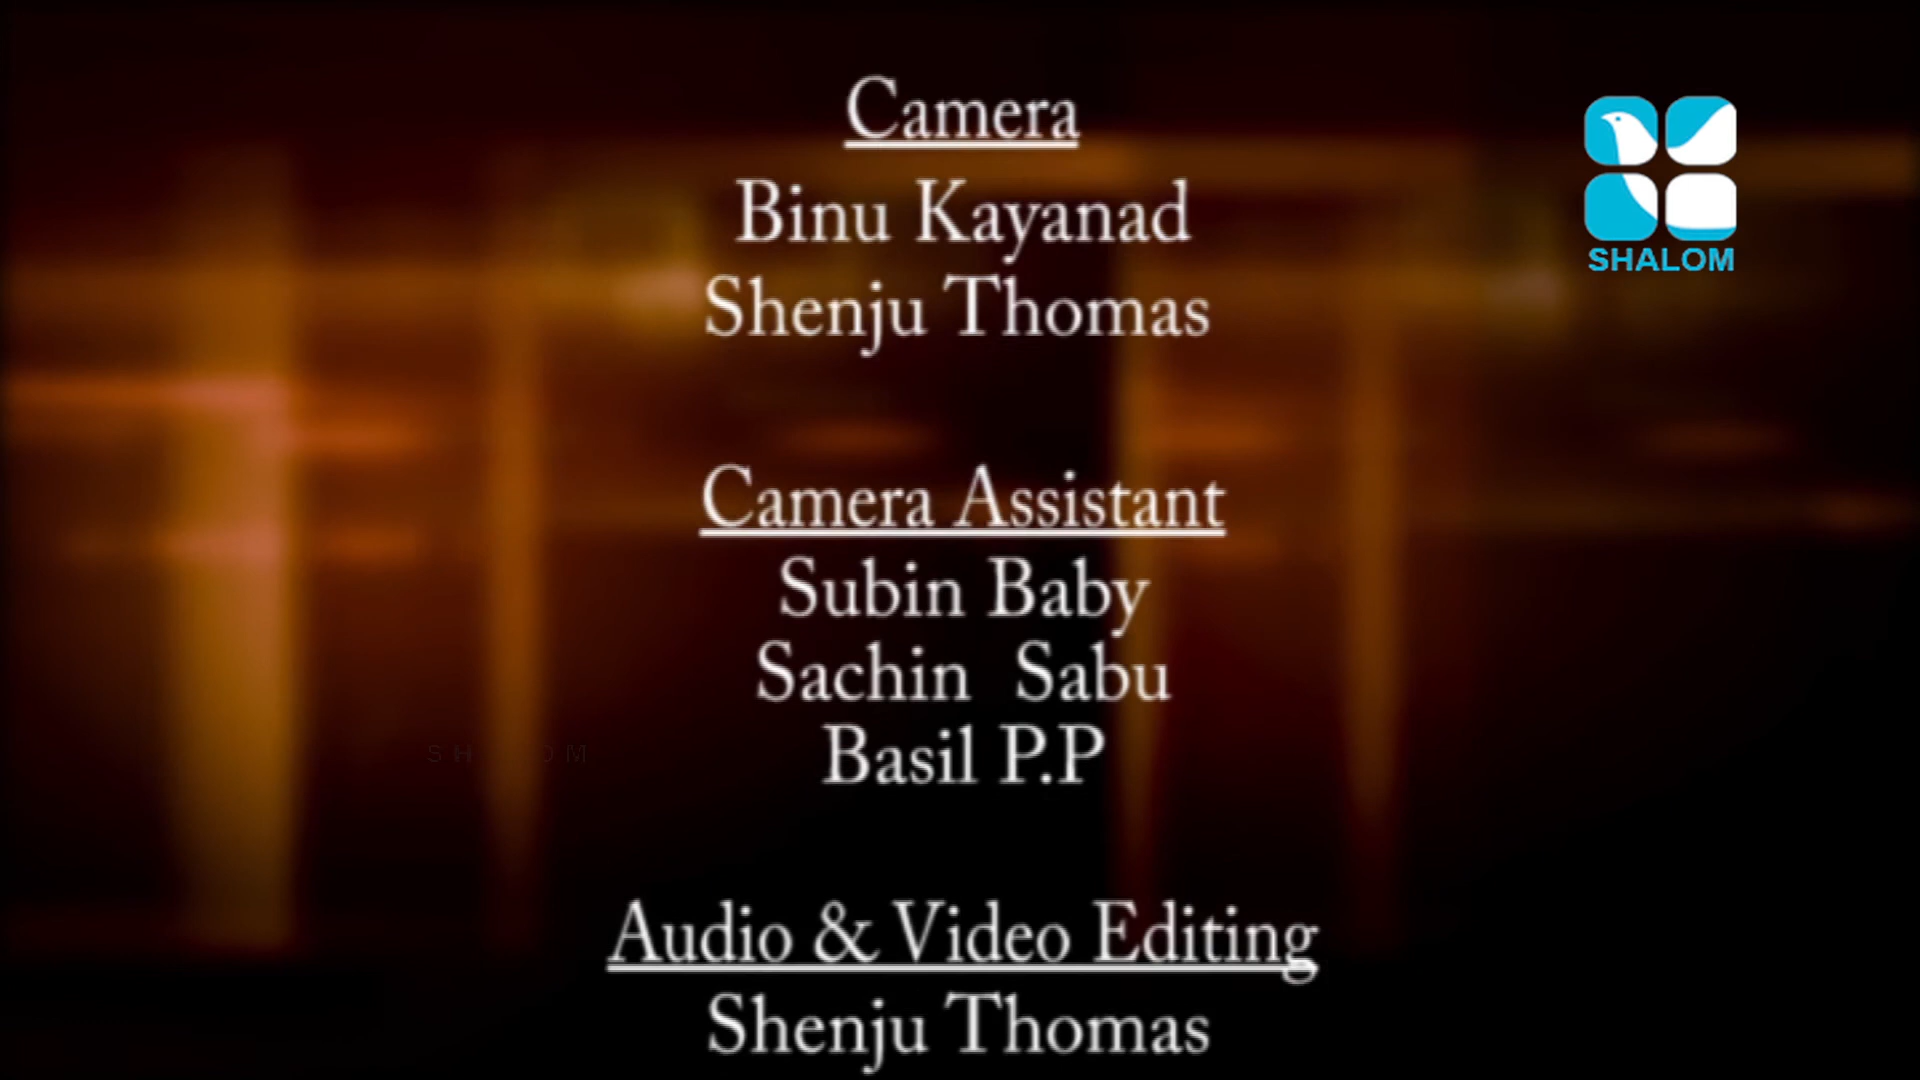 Camera
Binu Kayanad
Shenju Thomas
SHALOM
Camera Assistant
Subin Baby
Sachin  Sabu
Basil P.P
Audio & Video Editing
Shenju Thomas